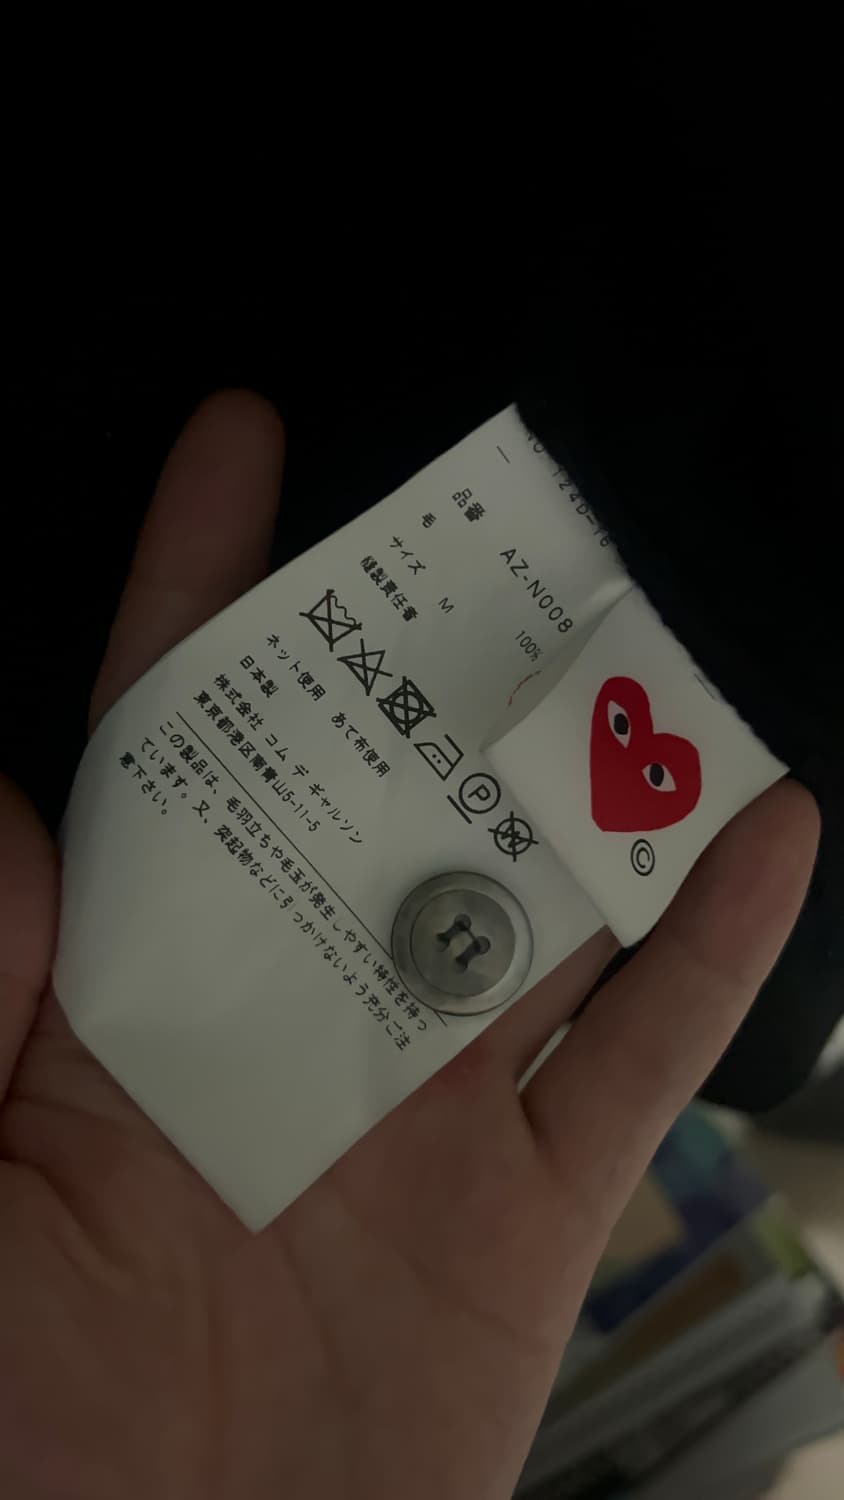 NO 124D-16
品番 AZ-N008
毛 100%
サイズ M
縫製責任者
P
W
ネット使用 あて布使用
日本製
株式会社 コム デ ギャルソン
東京都港区南青山5-11-5
この製品は、毛羽立ちや毛玉が発生しやすい特性を持っ
ています。又、突起物などに引っかけないよう充分ご注
意下さい。
©